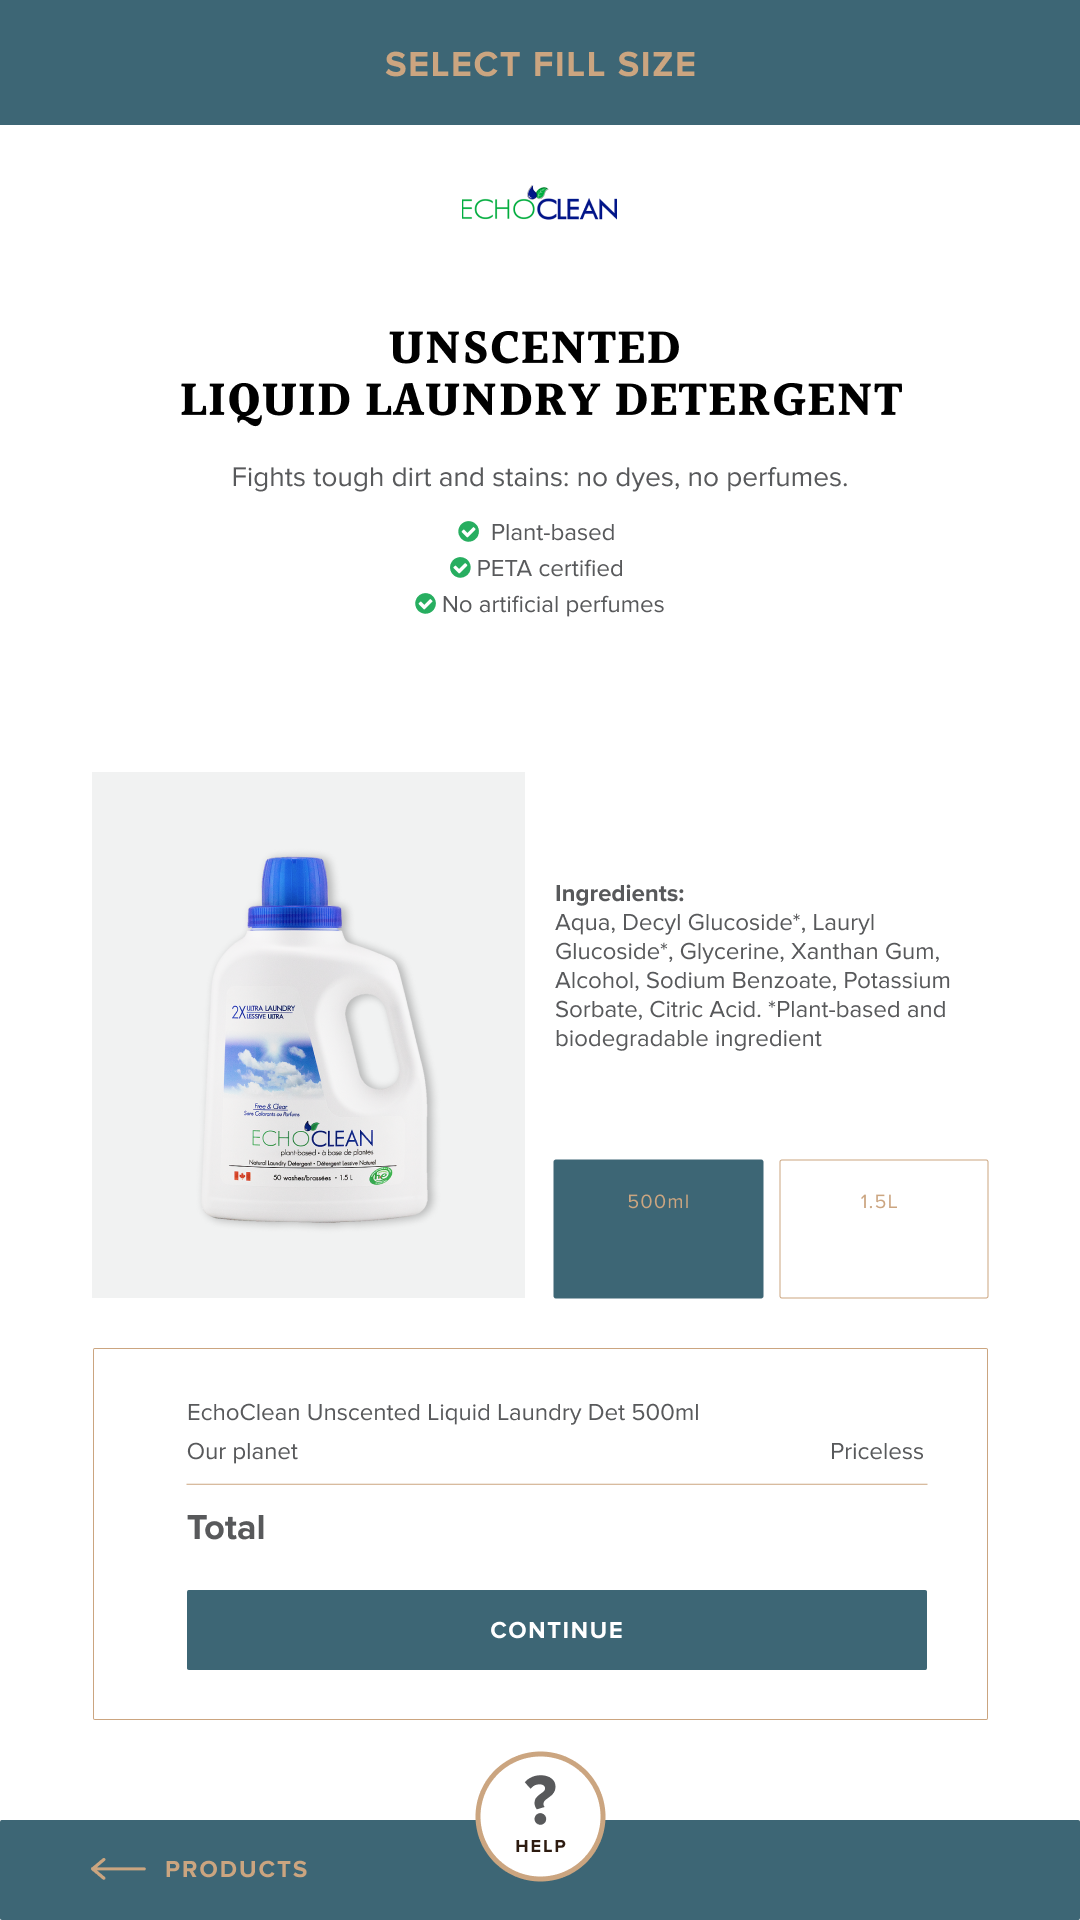 SELECT FILL SIZE
ECHOCLEAN
UNSCENTED
LIQUID LAUNDRY DETERGENT
Fights tough dirt and stains: no dyes, no perfumes.
Plant-based
PETA certified
No artificial perfumes
2X ULTRA LAUNDRY
LESSIVE ULTRA
Free & Clear
Sans Colorants ou Parfums
ECHOCLEAN
plant-based • à base de plantes
Natural Laundry Detergent • Détergent Lessive Naturel
50 washes/brassées • 1.5 L
he
Ingredients:
Aqua, Decyl Glucoside*, Lauryl
Glucoside*, Glycerine, Xanthan Gum,
Alcohol, Sodium Benzoate, Potassium
Sorbate, Citric Acid. *Plant-based and
biodegradable ingredient
500ml
1.5L
EchoClean Unscented Liquid Laundry Det 500ml
Our planet Priceless
Total
CONTINUE
?
HELP
PRODUCTS